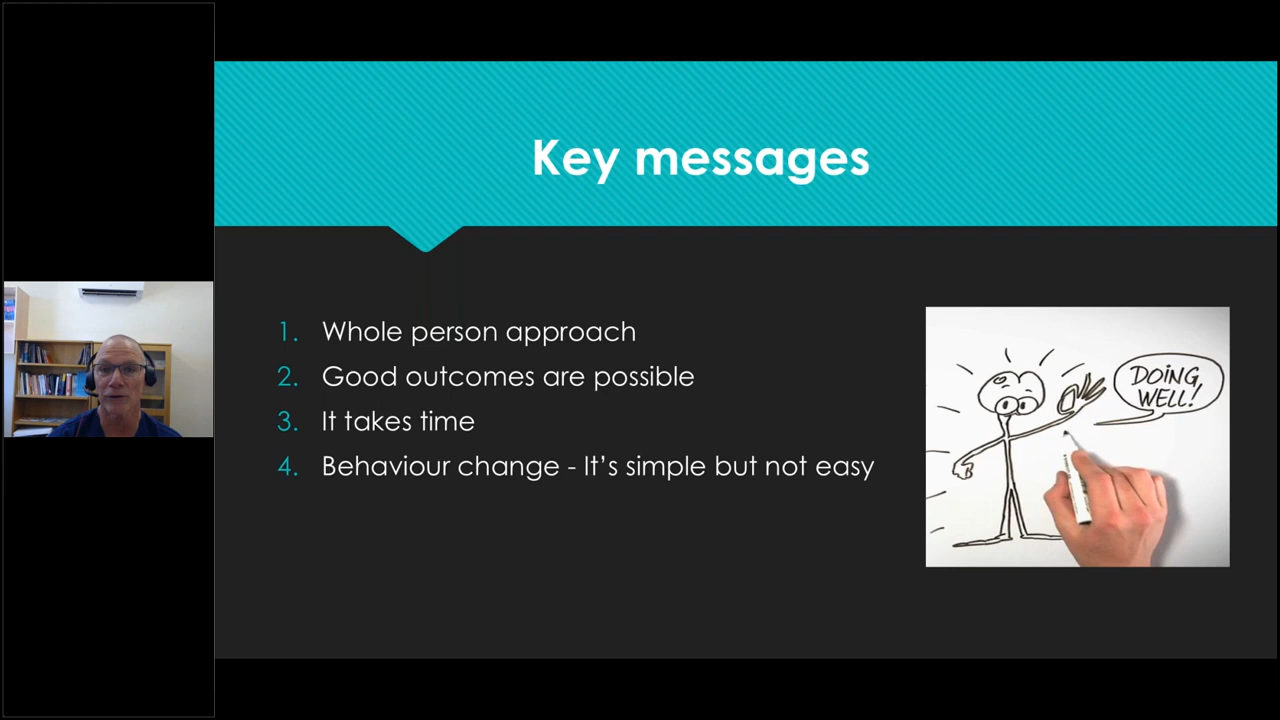 Key messages
1. Whole person approach
2. Good outcomes are possible
3. It takes time
4. Behaviour change - It's simple but not easy
DOING
WELL!